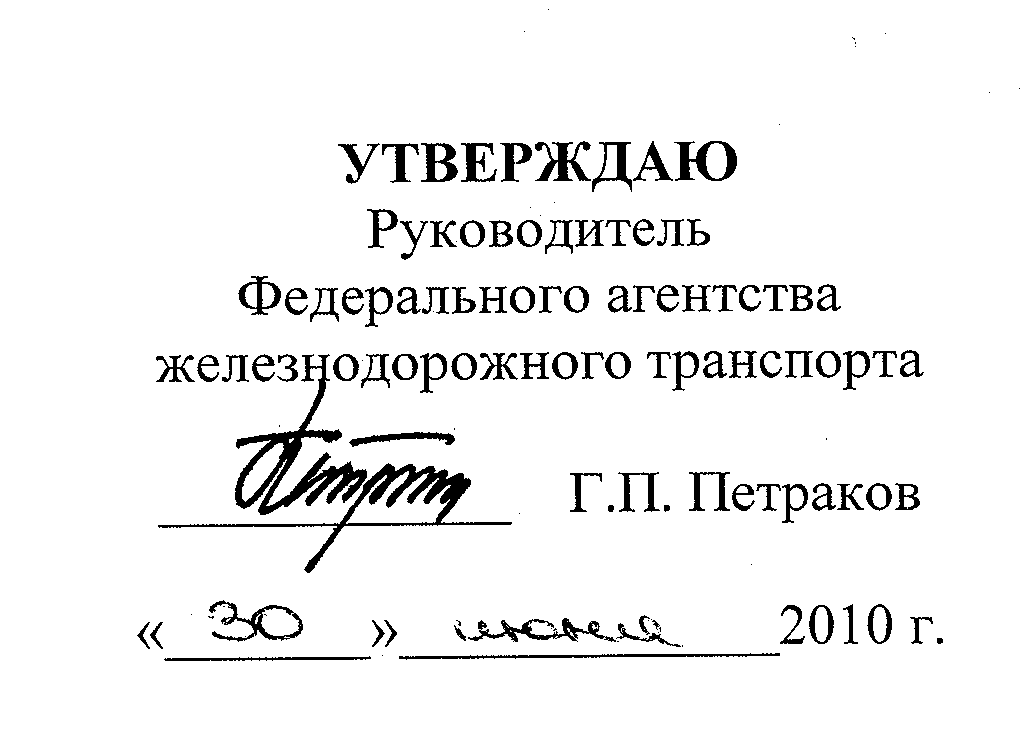 УТВЕРЖДАЮ
Руководитель
Федерального агентства
железнодорожного транспорта
Г.П. Петраков
«30» июня 2010 г.